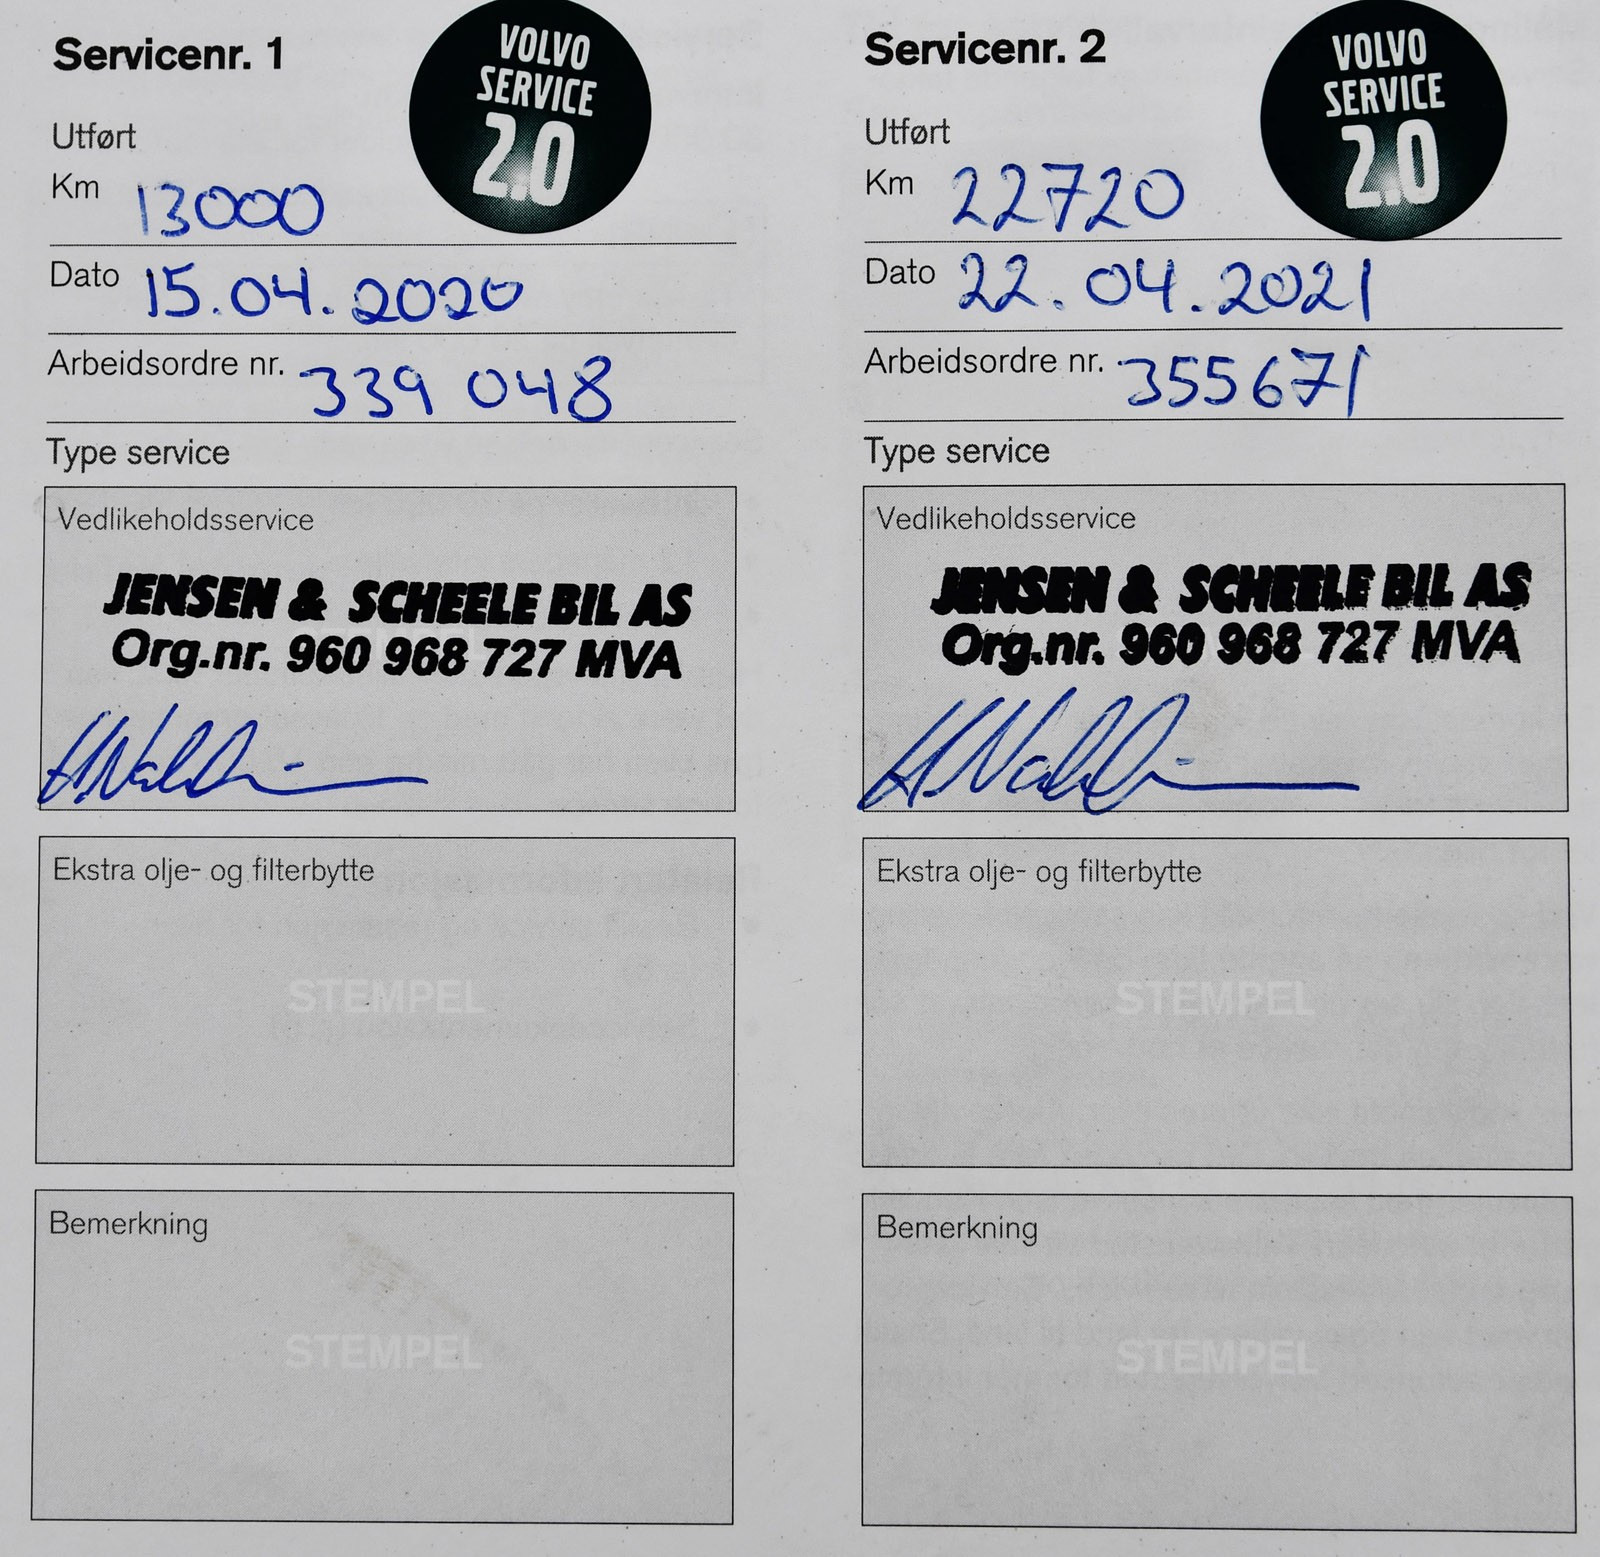 Servicenr. 1
VOLVO
SERVICE
2.0
Utført
Km 13000
Dato 15.04.2020
Arbeidsordre nr. 339 048
Type service
Vedlikeholdsservice
JENSEN & SCHEELE BIL AS
Org.nr. 960 968 727 MVA
Ekstra olje- og filterbytte
STEMPEL
Bemerkning
STEMPEL
Servicenr. 2
VOLVO
SERVICE
2.0
Utført
Km 22720
Dato 22.04.2021
Arbeidsordre nr. 355671
Type service
Vedlikeholdsservice
JENSEN & SCHEELE BIL AS
Org.nr. 960 968 727 MVA
Ekstra olje- og filterbytte
STEMPEL
Bemerkning
STEMPEL